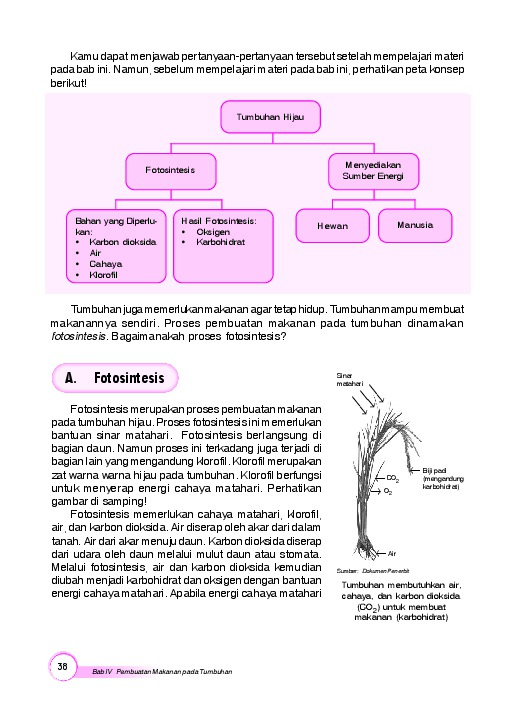 Kamu dapat menjawab pertanyaan-pertanyaan tersebut setelah mempelajari materi
pada bab ini. Namun, sebelum mempelajari materi pada bab ini, perhatikan peta konsep
berikut!
Tumbuhan Hijau
Fotosintesis
Menyediakan
Sumber Energi
Bahan yang Diperlu-
kan:
• Karbon dioksida
• Air
• Cahaya
• Klorofil
Hasil Fotosintesis:
• Oksigen
• Karbohidrat
Hewan
Manusia
Tumbuhan juga memerlukan makanan agar tetap hidup. Tumbuhan mampu membuat
makanannya sendiri. Proses pembuatan makanan pada tumbuhan dinamakan
fotosintesis. Bagaimanakah proses fotosintesis?
A. Fotosintesis
Fotosintesis merupakan proses pembuatan makanan
pada tumbuhan hijau. Proses fotosintesis ini memerlukan
bantuan sinar matahari. Fotosintesis berlangsung di
bagian daun. Namun proses ini terkadang juga terjadi di
bagian lain yang mengandung klorofil. Klorofil merupakan
zat warna warna hijau pada tumbuhan. Klorofil berfungsi
untuk menyerap energi cahaya matahari. Perhatikan
gambar di samping!
Fotosintesis memerlukan cahaya matahari, klorofil,
air, dan karbon dioksida. Air diserap oleh akar dari dalam
tanah. Air dari akar menuju daun. Karbon dioksida diserap
dari udara oleh daun melalui mulut daun atau stomata.
Melalui fotosintesis, air dan karbon dioksida kemudian
diubah menjadi karbohidrat dan oksigen dengan bantuan
energi cahaya matahari. Apabila energi cahaya matahari
Sinar
matahari
Biji padi
(mengandung
karbohidrat)
CO2
O2
Air
Sumber: Dokumen Penerbit
Tumbuhan membutuhkan air,
cahaya, dan karbon dioksida
(CO2) untuk membuat
makanan (karbohidrat)
38
Bab IV Pembuatan Makanan pada Tumbuhan